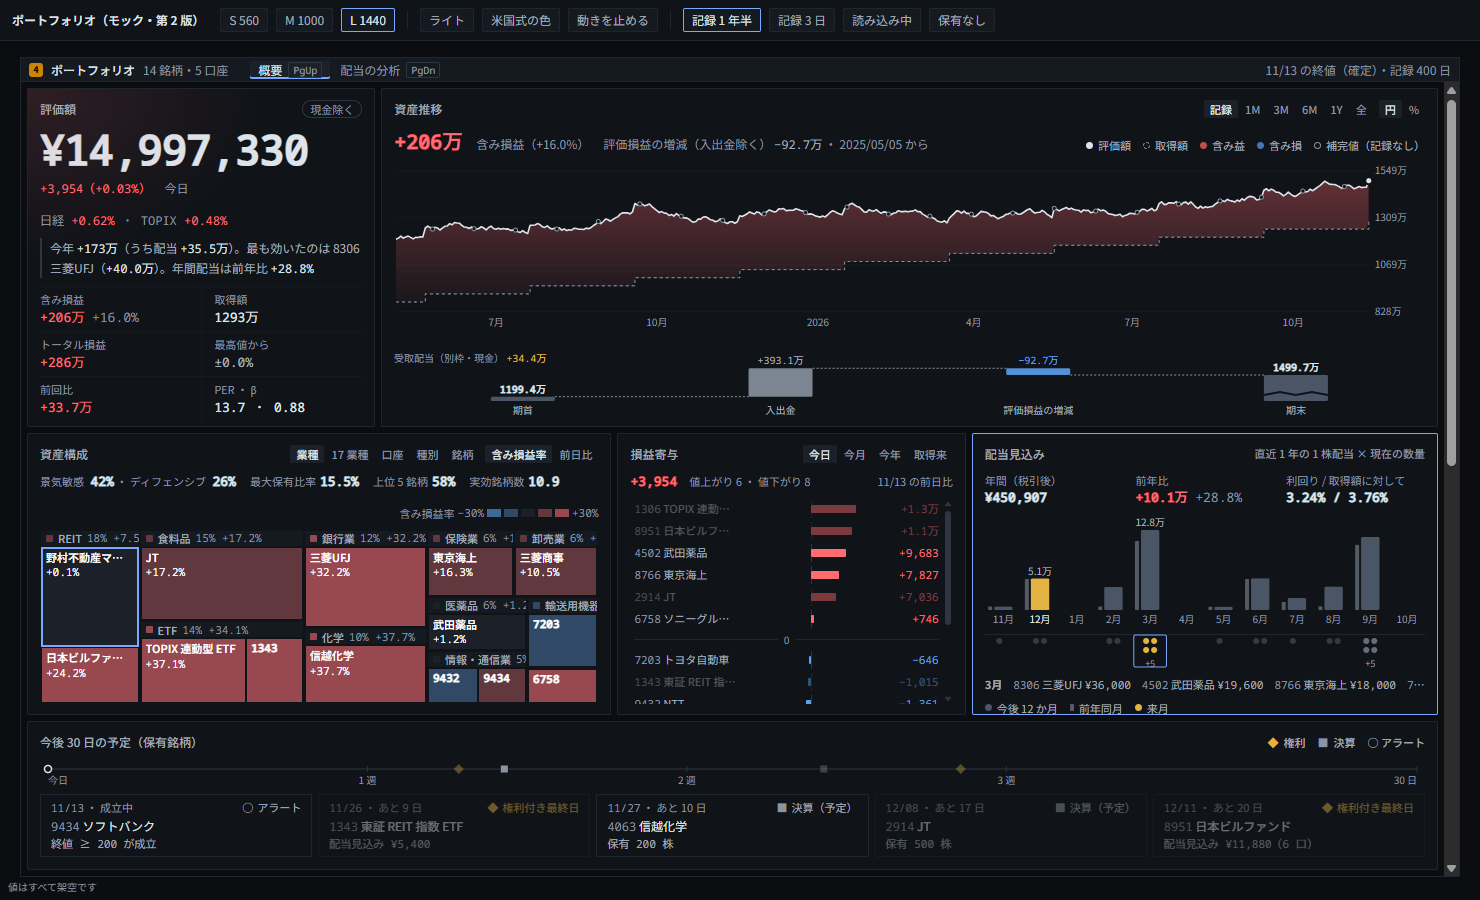 ポートフォリオ（モック・第 2 版） S 560 M 1000 L 1440 ライト 米国式の色 動きを止める 記録 1 年半 記録 3 日 読み込み中 保有なし
4 ポートフォリオ 14 銘柄・5 口座 概要 PgUp 配当の分析 PgDn 11/13 の終値（確定）・記録 400 日
評価額 現金除く
¥14,997,330
+3,954 (+0.03%) 今日
日経 +0.62% ・ TOPIX +0.48%
今年 +173万（うち配当 +35.5万）。最も効いたのは 8306
三菱UFJ（+40.0万）。年間配当は前年比 +28.8%
含み損益 取得額
+206万 +16.0% 1293万
トータル損益 最高値から
+286万 ±0.0%
前回比 PER ・ β
+33.7万 13.7 ・ 0.88
資産推移 記録 1M 3M 6M 1Y 全 円 %
+206万 含み損益（+16.0%） 評価損益の増減（入出金除く）−92.7万 ・ 2025/05/05 から
評価額 取得額 含み益 含み損 補完値（記録なし）
1549万
1309万
1069万
828万
7月 10月 2026 4月 7月 10月
受取配当（別枠・現金）+34.4万
1199.4万 +393.1万 −92.7万 1499.7万
期首 入出金 評価損益の増減 期末
資産構成 業種 17 業種 口座 種別 銘柄 含み損益率 前日比
景気敏感 42% ・ ディフェンシブ 26% 最大保有比率 15.5% 上位 5 銘柄 58% 実効銘柄数 10.9
含み損益率 −30% +30%
REIT 18% +7.5 食料品 15% +17.2% 銀行業 12% +32.2% 保険業 6% +1 卸売業 6% +
野村不動産マ… JT 三菱UFJ 東京海上 三菱商事
+0.1% +17.2% +32.2% +16.3% +10.5%
医薬品 6% +1.2 輸送用機器
ETF 14% +34.1% 化学 10% +37.7% 武田薬品 7203
+1.2%
日本ビルファ… TOPIX 連動型 ETF 1343 信越化学 情報・通信業 5%
+24.2% +37.1% +37.7% 9432 9434 6758
損益寄与 今日 今月 今年 取得来
+3,954 値上がり 6 ・ 値下がり 8 11/13 の前日比
1306 TOPIX 連動… +1.3万
8951 日本ビルフ… +1.1万
4502 武田薬品 +9,683
8766 東京海上 +7,827
2914 JT +7,036
6758 ソニーグル… +746
0
7203 トヨタ自動車 −646
1343 東証 REIT 指… −1,015
9432 NTT −1,361
配当見込み 直近 1 年の 1 株配当 × 現在の数量
年間（税引後） 前年比 利回り / 取得額に対して
¥450,907 +10.1万 +28.8% 3.24% / 3.76%
12.8万
5.1万
11月 12月 1月 2月 3月 4月 5月 6月 7月 8月 9月 10月
+5 +5
3月 8306 三菱UFJ ¥36,000 4502 武田薬品 ¥19,600 8766 東京海上 ¥18,000 7…
今後 12 か月 前年同月 来月
今後 30 日の予定（保有銘柄） 権利 決算 アラート
今日 1 週 2 週 3 週 30 日
11/13 ・ 成立中 アラート
9434 ソフトバンク
終値 ≥ 200 が成立
11/26 ・ あと 9 日 権利付き最終日
1343 東証 REIT 指数 ETF
配当見込み ¥5,400
11/27 ・ あと 10 日 決算（予定）
4063 信越化学
保有 200 株
12/08 ・ あと 17 日 決算（予定）
2914 JT
保有 500 株
12/11 ・ あと 20 日 権利付き最終日
8951 日本ビルファンド
配当見込み ¥11,880（6 口）
値はすべて架空です